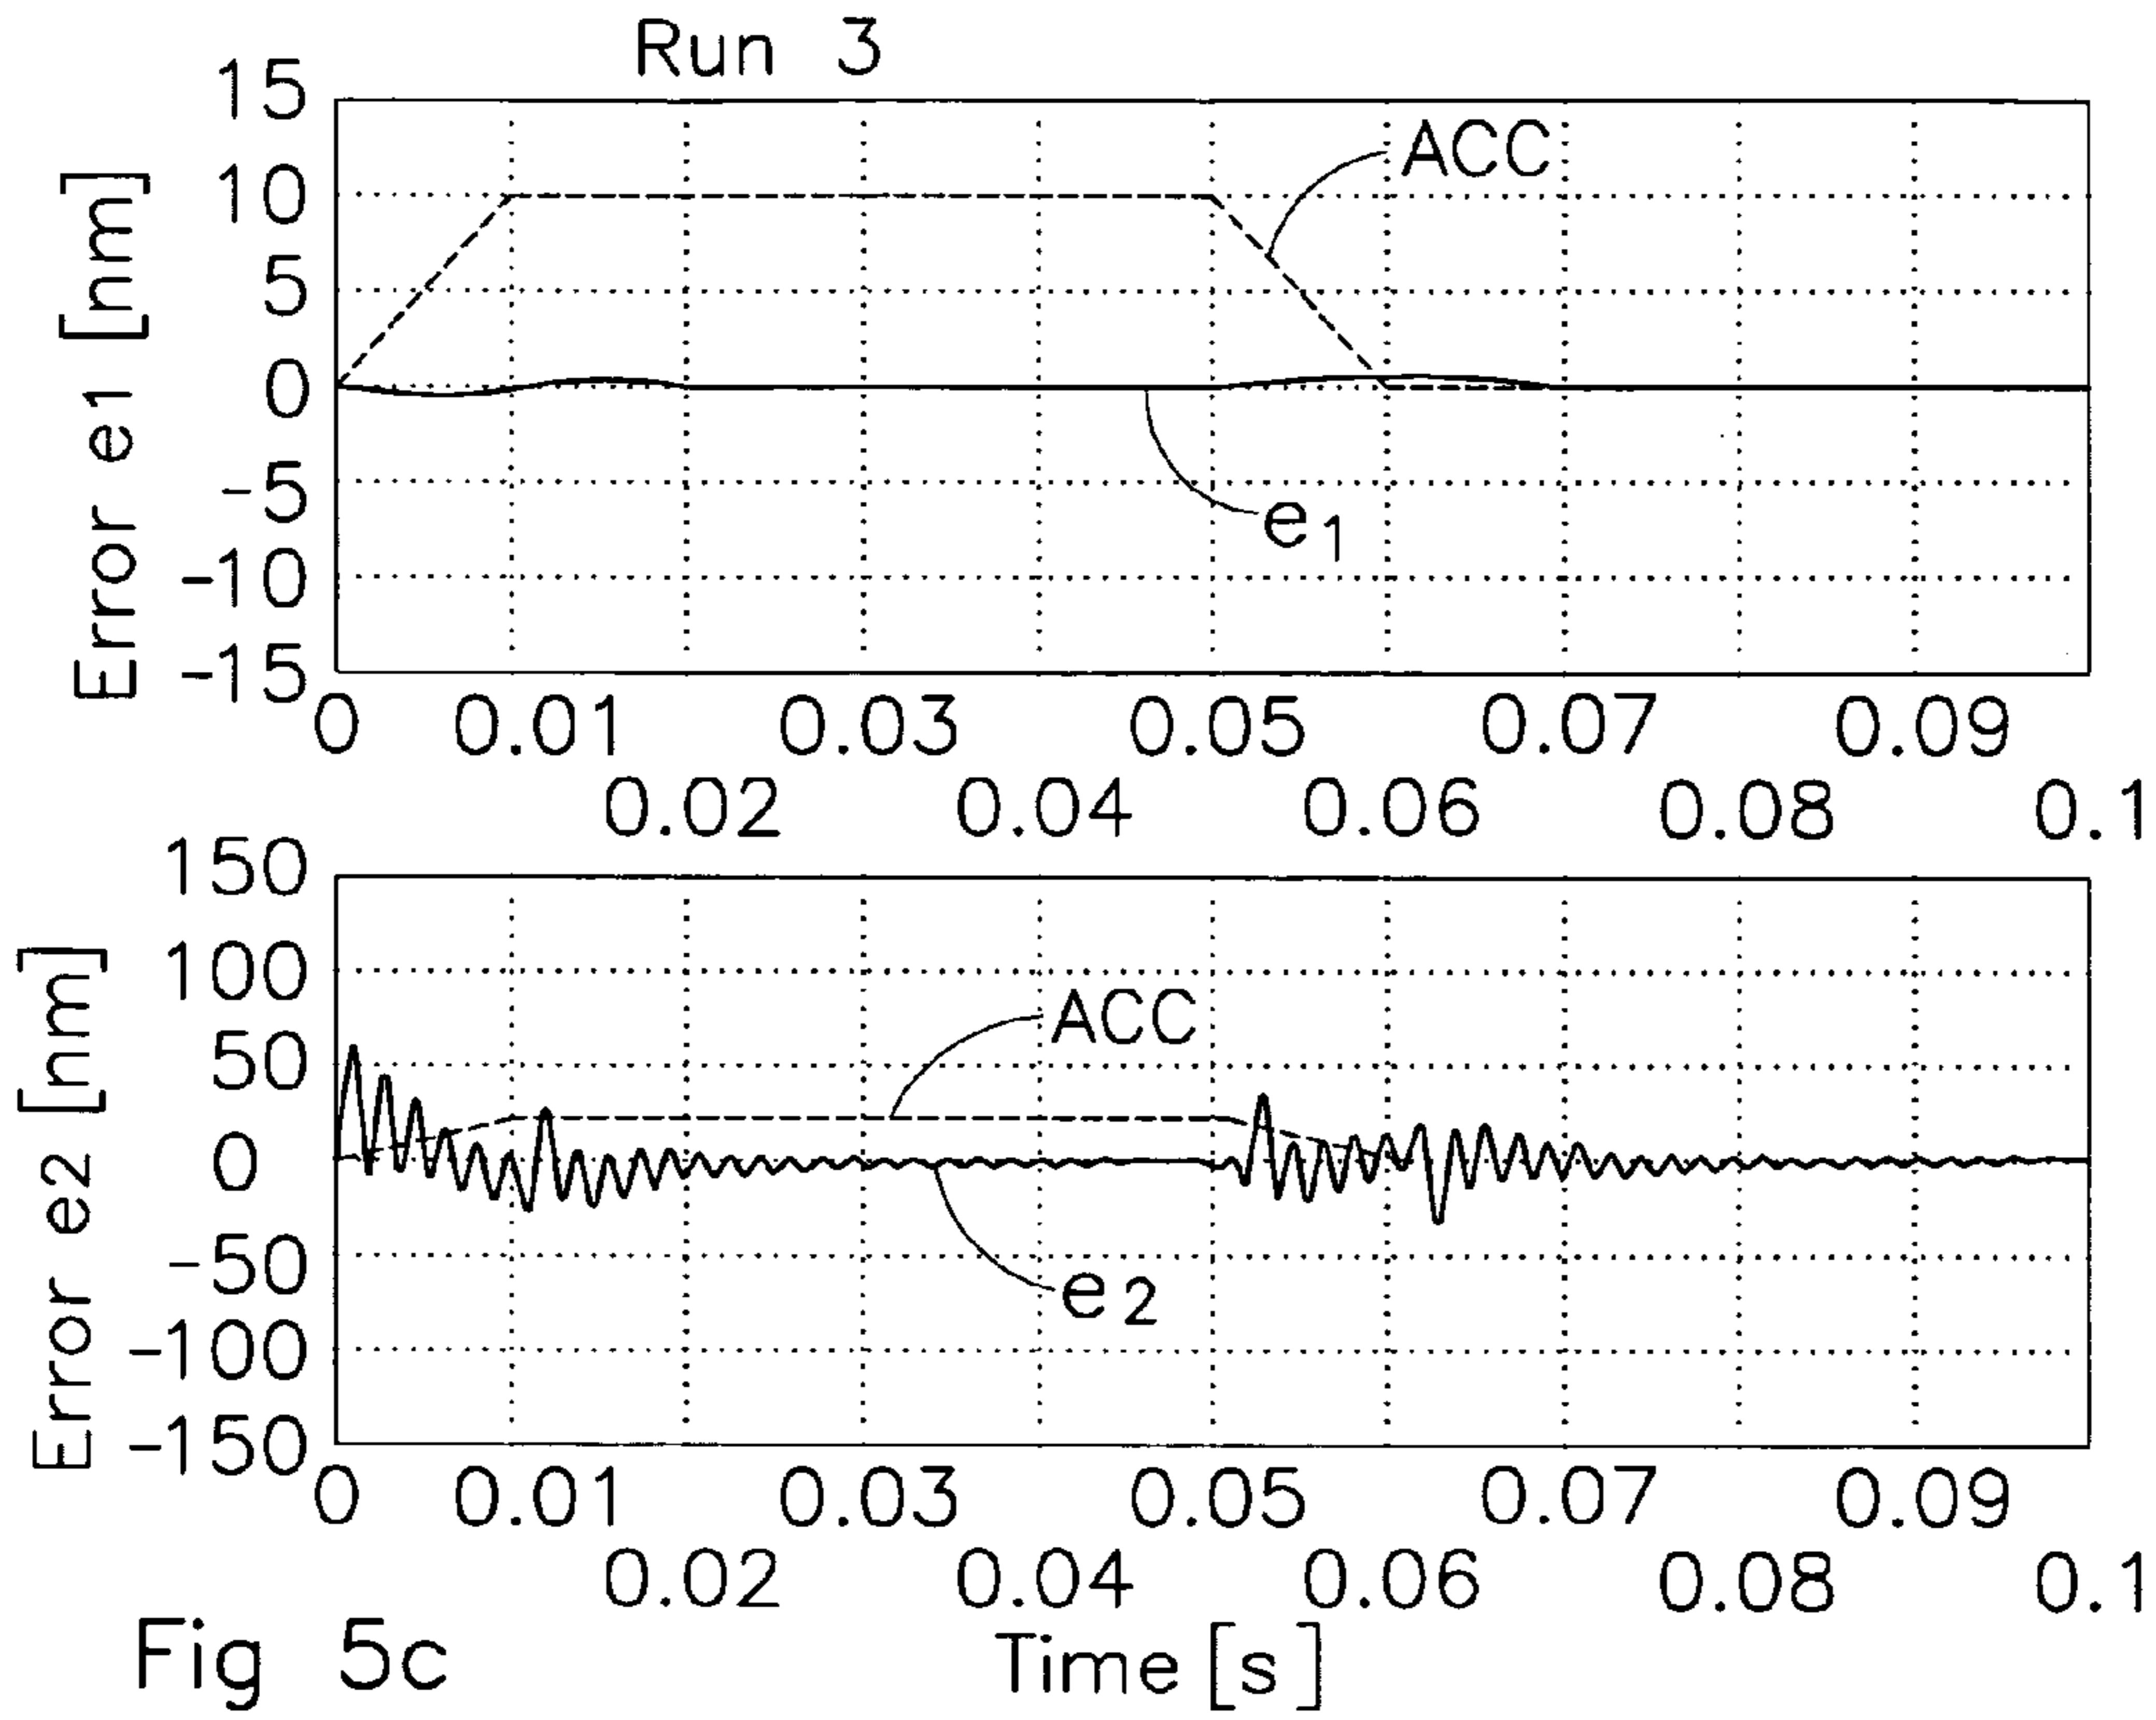 Run 3
Error e1 [nm]
15
10
5
0
-5
-10
-15
ACC
e1
0 0.01 0.03 0.05 0.07 0.09
0.02 0.04 0.06 0.08 0.1
Error e2 [nm]
150
100
50
0
-50
-100
-150
ACC
e2
0 0.01 0.03 0.05 0.07 0.09
0.02 0.04 0.06 0.08 0.1
Time [s]
Fig 5c